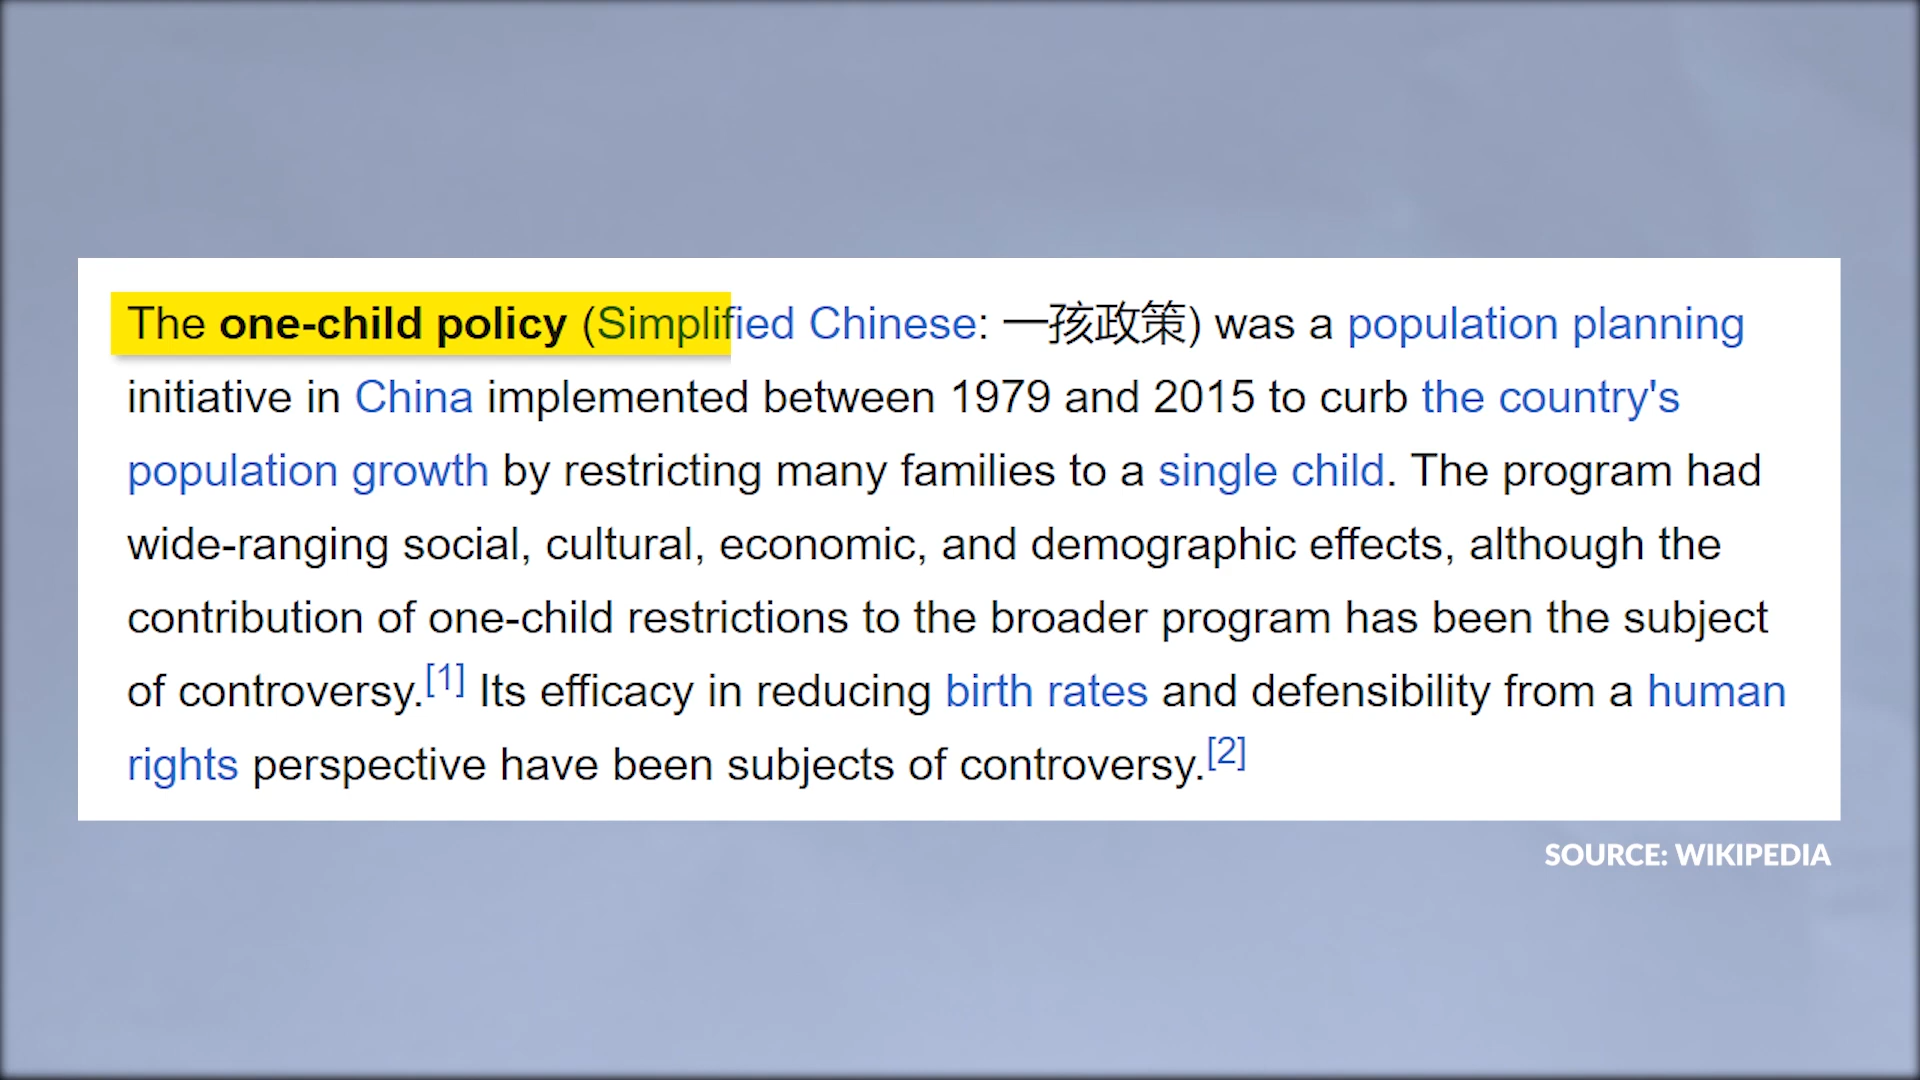 The one-child policy (Simplified Chinese: 一孩政策) was a population planning
initiative in China implemented between 1979 and 2015 to curb the country's
population growth by restricting many families to a single child. The program had
wide-ranging social, cultural, economic, and demographic effects, although the
contribution of one-child restrictions to the broader program has been the subject
of controversy.[1] Its efficacy in reducing birth rates and defensibility from a human
rights perspective have been subjects of controversy.[2]
SOURCE: WIKIPEDIA